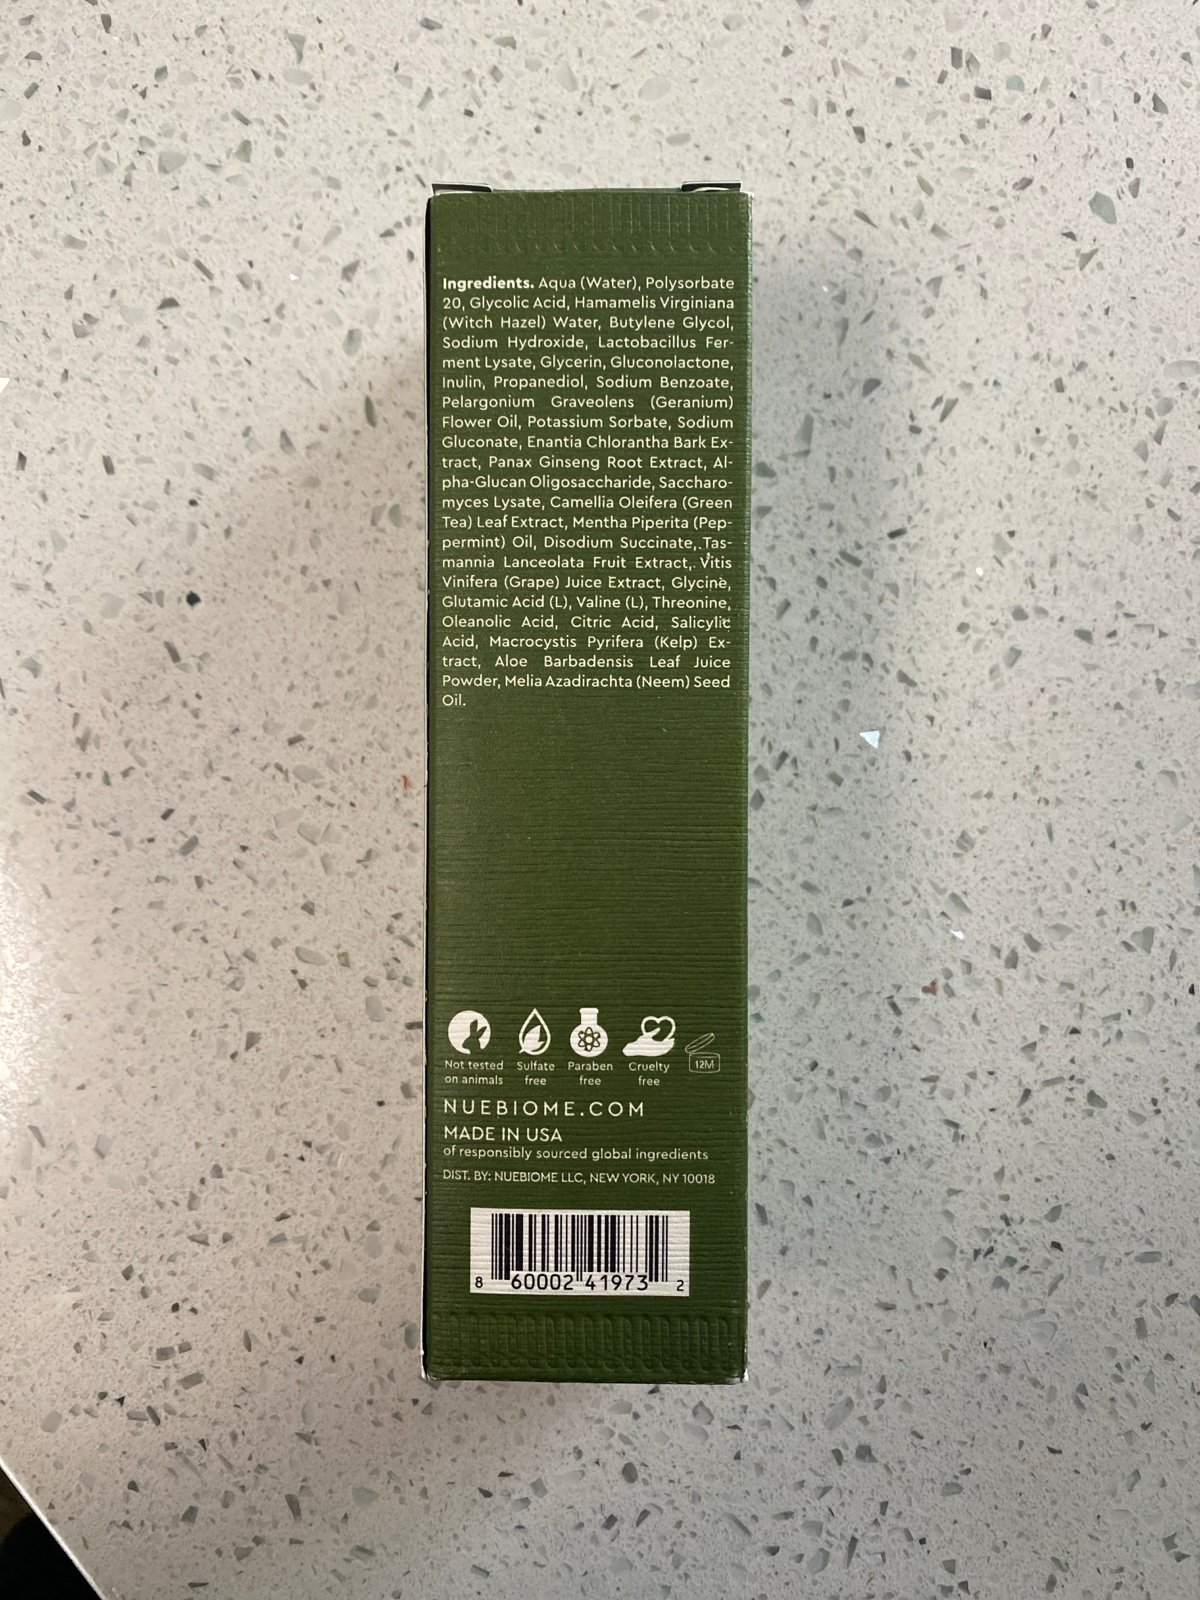 Ingredients. Aqua (Water), Polysorbate
20, Glycolic Acid, Hamamelis Virginiana
(Witch Hazel) Water, Butylene Glycol,
Sodium Hydroxide, Lactobacillus Fer-
ment Lysate, Glycerin, Gluconolactone,
Inulin, Propanediol, Sodium Benzoate,
Pelargonium Graveolens (Geranium)
Flower Oil, Potassium Sorbate, Sodium
Gluconate, Enantia Chlorantha Bark Ex-
tract, Panax Ginseng Root Extract, Al-
pha-Glucan Oligosaccharide, Saccharo-
myces Lysate, Camellia Oleifera (Green
Tea) Leaf Extract, Mentha Piperita (Pep-
permint) Oil, Disodium Succinate, Tas-
mannia Lanceolata Fruit Extract, Vitis
Vinifera (Grape) Juice Extract, Glycine,
Glutamic Acid (L), Valine (L), Threonine,
Oleanolic Acid, Citric Acid, Salicylic
Acid, Macrocystis Pyrifera (Kelp) Ex-
tract, Aloe Barbadensis Leaf Juice
Powder, Melia Azadirachta (Neem) Seed
Oil.
12M
Not tested Sulfate Paraben Cruelty
on animals free free free
NUEBIOME.COM
MADE IN USA
of responsibly sourced global ingredients
DIST. BY: NUEBIOME LLC, NEW YORK, NY 10018
8 60002 41973 2